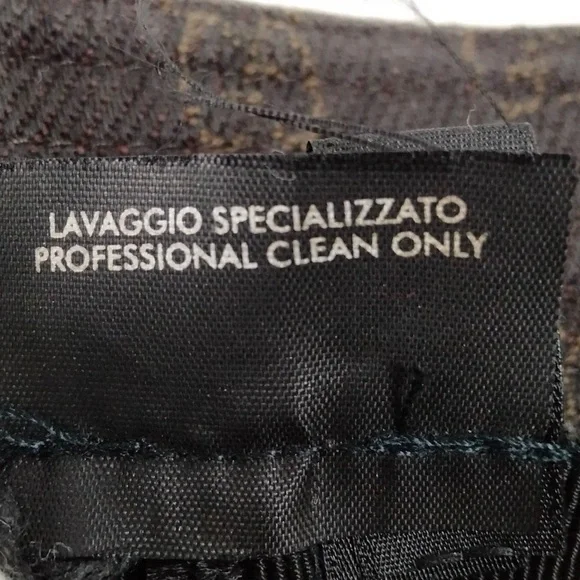 LAVAGGIO SPECIALIZZATO
PROFESSIONAL CLEAN ONLY